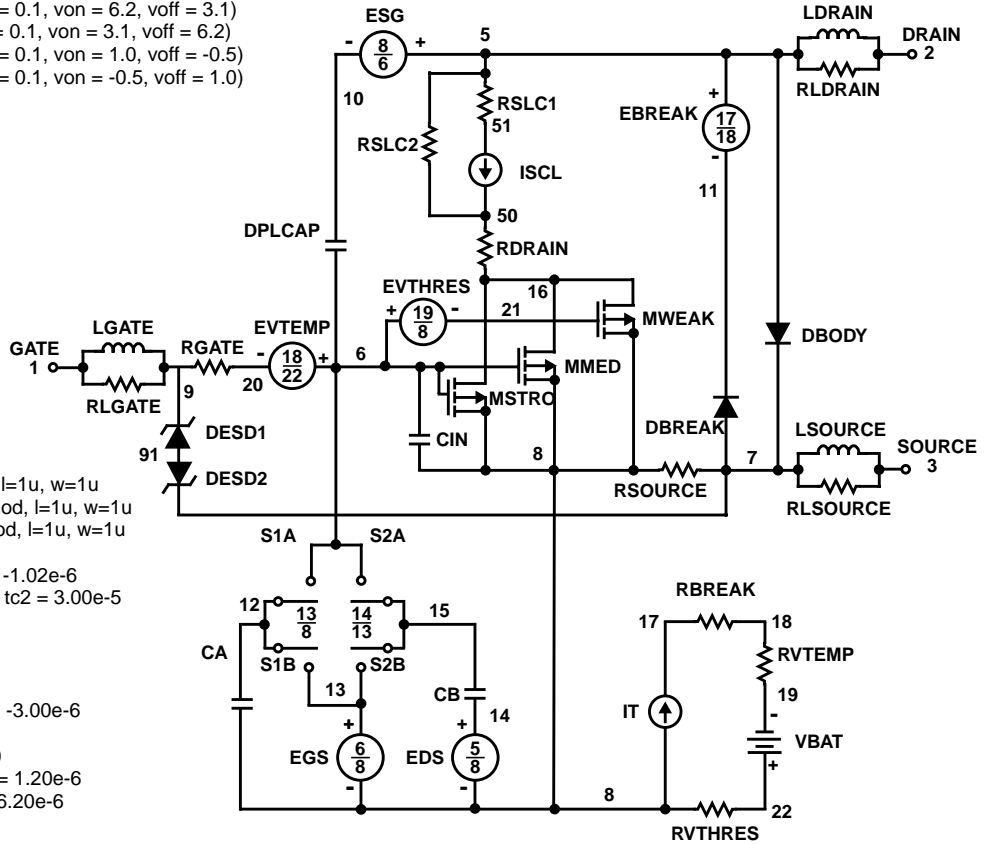 = 0.1, von = 6.2, voff = 3.1)
= 0.1, von = 3.1, voff = 6.2)
= 0.1, von = 1.0, voff = -0.5)
= 0.1, von = -0.5, voff = 1.0)
ESG
- 8/6 +
5
10
LDRAIN
DRAIN
2
RLDRAIN
RSLC1
51
RSLC2
ISCL
50
EBREAK
+
17/18
-
11
DPLCAP
RDRAIN
EVTHRES
16
+ 19/8 -
21
MWEAK
LGATE
EVTEMP
GATE
1
RGATE
- 18/22 +
6
MMED
DBODY
RLGATE
9
20
MSTRO
DESD1
91
DESD2
CIN
8
DBREAK
7
LSOURCE
SOURCE
3
RSOURCE
RLSOURCE
l=1u, w=1u
od, l=1u, w=1u
od, l=1u, w=1u
-1.02e-6
tc2 = 3.00e-5
S1A
S2A
12
13/8
14/13
15
RBREAK
17
18
CA
S1B
S2B
RVTEMP
13
CB
19
-3.00e-6
14
IT
-
VBAT
+
+
EGS
6/8
-
+
EDS
5/8
-
)
= 1.20e-6
6.20e-6
8
22
RVTHRES